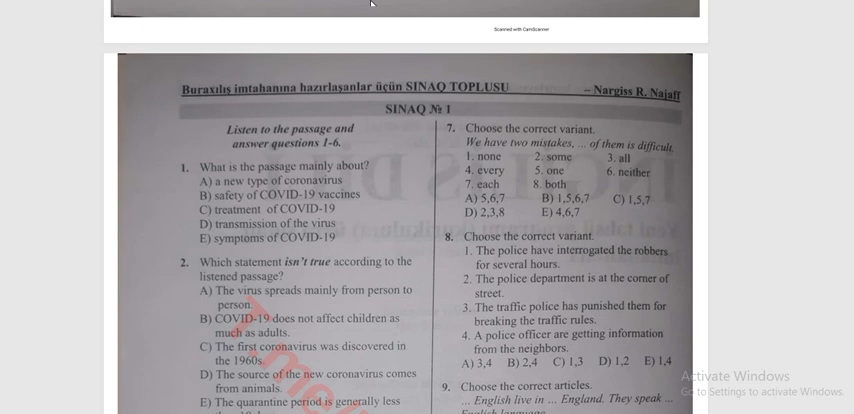 Scanned with CamScanner
Buraxılış imtahanına hazırlaşanlar üçün SINAQ TOPLUSU – Nargiss R. Najaff
SINAQ № 1
Listen to the passage and
answer questions 1-6.
1. What is the passage mainly about?
A) a new type of coronavirus
B) safety of COVID-19 vaccines
C) treatment of COVID-19
D) transmission of the virus
E) symptoms of COVID-19
2. Which statement isn't true according to the
listened passage?
A) The virus spreads mainly from person to
person.
B) COVID-19 does not affect children as
much as adults.
C) The first coronavirus was discovered in
the 1960s.
D) The source of the new coronavirus comes
from animals.
E) The quarantine period is generally less
7. Choose the correct variant.
We have two mistakes, ... of them is difficult.
1. none 2. some 3. all
4. every 5. one 6. neither
7. each 8. both
A) 5,6,7 B) 1,5,6,7 C) 1,5,7
D) 2,3,8 E) 4,6,7
8. Choose the correct variant.
1. The police have interrogated the robbers
for several hours.
2. The police department is at the corner of
street.
3. The traffic police has punished them for
breaking the traffic rules.
4. A police officer are getting information
from the neighbors.
A) 3,4 B) 2,4 C) 1,3 D) 1,2 E) 1,4
9. Choose the correct articles.
... English live in ... England. They speak ...
English language.
T.me/
Activate Windows
Go to Settings to activate Windows.